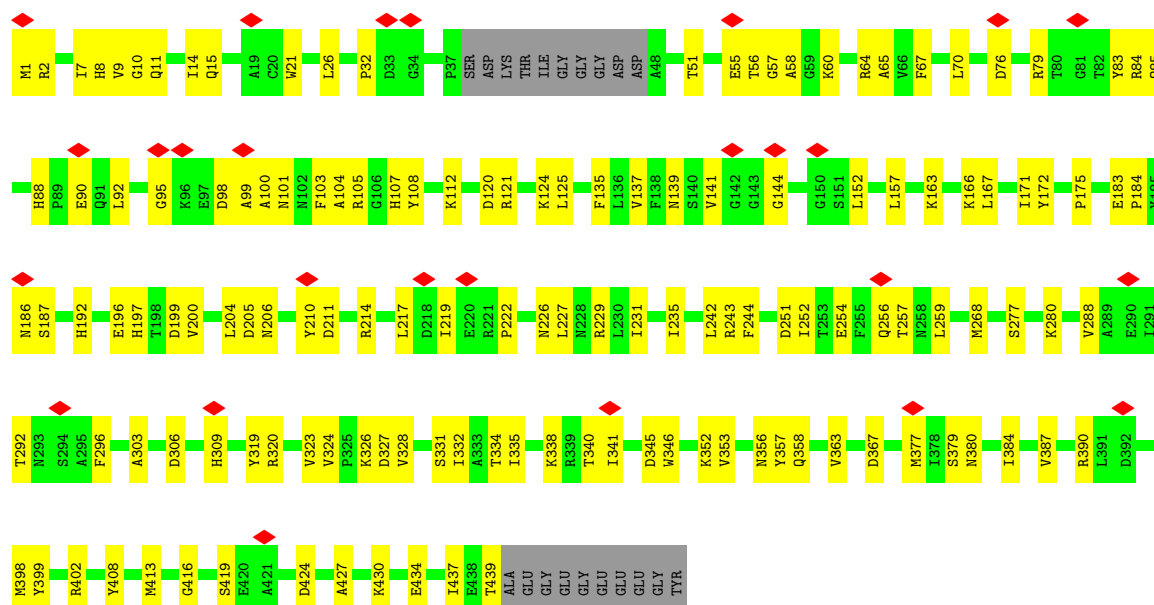 M1 R2 I7 H8 V9 G10 Q11 I14 Q15 A19 C20 W21 L26 P32 D33 G34 P37 SER ASP LYS THR ILE GLY GLY GLY ASP ASP A48 T51 E55 T56 G57 A58 G59 K60 R64 A65 V66 F67 L70 D76 R79 T80 G81 T82 Y83 R84
H88 P89 E90 Q91 L92 G95 K96 E97 D98 A99 A100 N101 N102 F103 A104 R105 G106 H107 Y108 K112 D120 R121 K124 L125 F135 L136 V137 F138 N139 S140 V141 G142 G143 G144 G150 S151 L152 L157 K163 K166 L167 I171 Y172 P175 E183 P184
N186 S187 H192 E196 H197 T198 D199 V200 L204 D205 N206 Y210 D211 R214 L217 D218 I219 E220 R221 P222 N226 L227 N228 R229 L230 I231 I235 L242 R243 F244 D251 I252 T253 E254 F255 Q256 T257 N258 L259 M268 S277 K280 V288 A289 E290 I291
T292 N293 S294 A295 F296 A303 D306 H309 Y319 R320 V323 V324 P325 K326 D327 V328 S331 I332 A333 T334 I335 K338 R339 T340 I341 D345 W346 K352 V353 N356 Y357 Q358 V363 D367 M377 I378 S379 N380 I384 V387 R390 L391 D392
M398 Y399 R402 Y408 M413 G416 S419 E420 A421 D424 A427 K430 E434 I437 E438 T439 ALA GLU GLY GLU GLY GLU GLU GLU GLY TYR